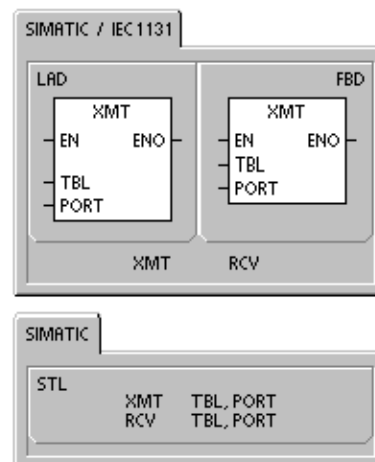 SIMATIC / IEC1131
LAD
FBD
XMT
EN ENO
TBL
PORT
XMT
EN ENO
TBL
PORT
XMT RCV
SIMATIC
STL
XMT TBL, PORT
RCV TBL, PORT